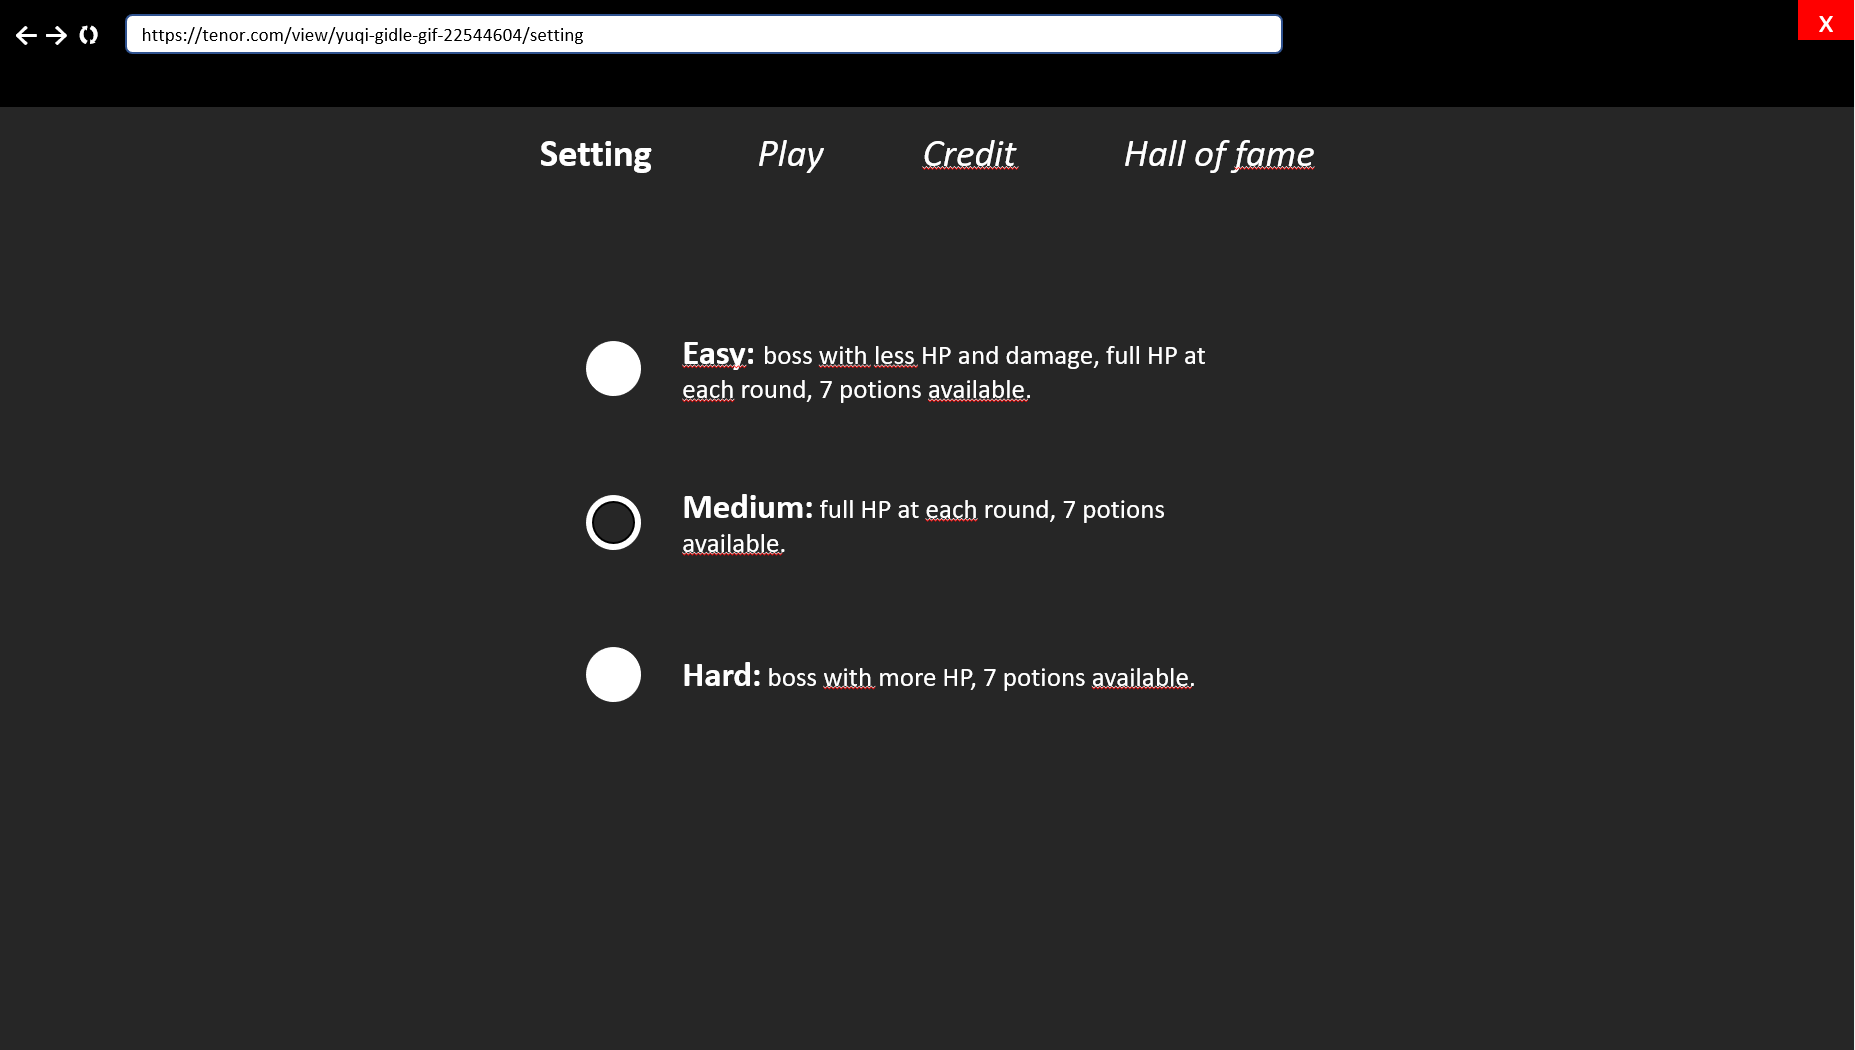 https://tenor.com/view/yuqi-gidle-gif-22544604/setting
X
Setting Play Credit Hall of fame
Easy: boss with less HP and damage, full HP at
each round, 7 potions available.
Medium: full HP at each round, 7 potions
available.
Hard: boss with more HP, 7 potions available.